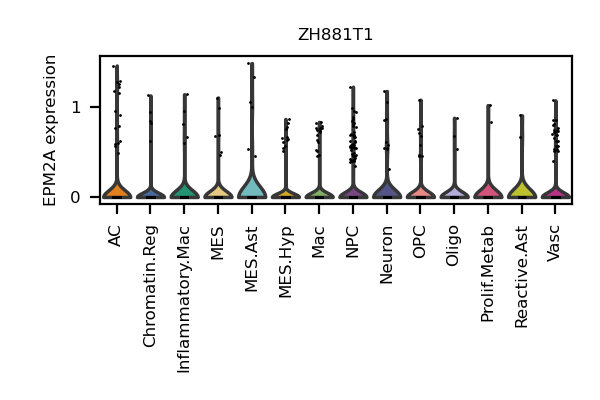 ZH881T1
EPM2A expression
1
0
AC
Chromatin.Reg
Inflammatory.Mac
MES
MES.Ast
MES.Hyp
Mac
NPC
Neuron
OPC
Oligo
Prolif.Metab
Reactive.Ast
Vasc